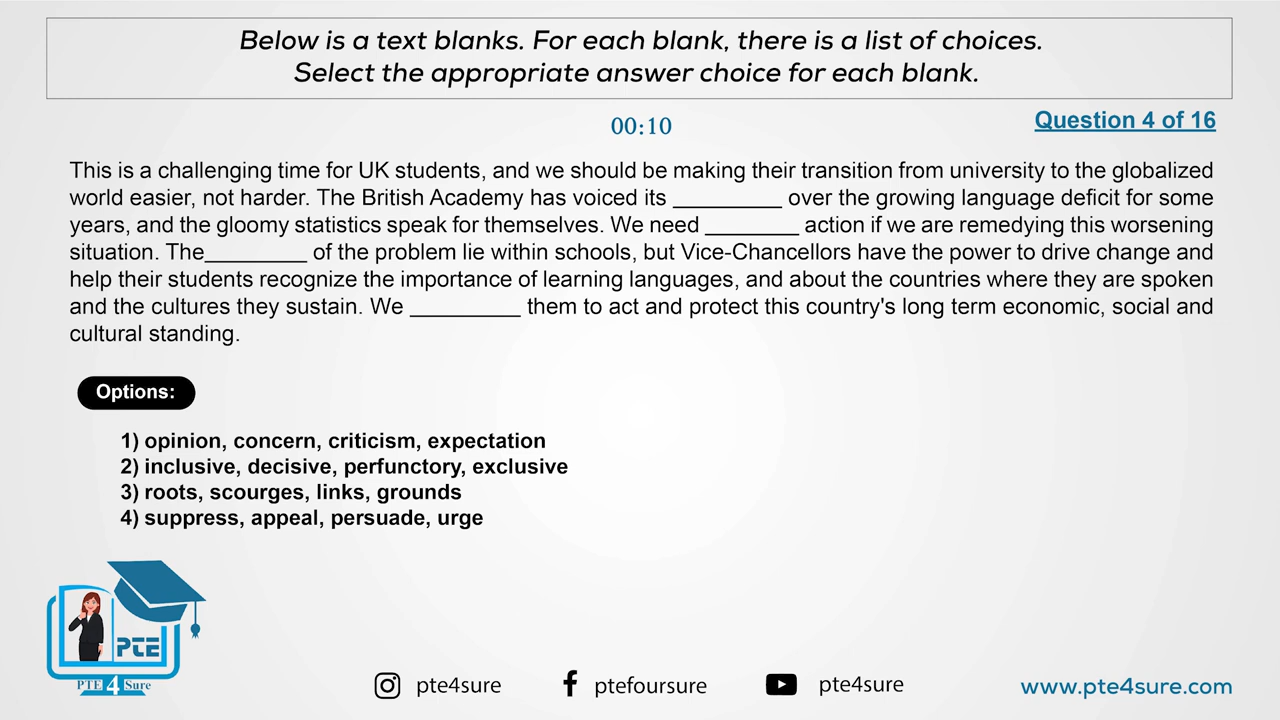 Below is a text blanks. For each blank, there is a list of choices.
Select the appropriate answer choice for each blank.
00:10
Question 4 of 16
This is a challenging time for UK students, and we should be making their transition from university to the globalized
world easier, not harder. The British Academy has voiced its __________ over the growing language deficit for some
years, and the gloomy statistics speak for themselves. We need ________ action if we are remedying this worsening
situation. The_________ of the problem lie within schools, but Vice-Chancellors have the power to drive change and
help their students recognize the importance of learning languages, and about the countries where they are spoken
and the cultures they sustain. We __________ them to act and protect this country's long term economic, social and
cultural standing.
Options:
1) opinion, concern, criticism, expectation
2) inclusive, decisive, perfunctory, exclusive
3) roots, scourges, links, grounds
4) suppress, appeal, persuade, urge
PTE
PTE 4 Sure
pte4sure
ptefoursure
pte4sure
www.pte4sure.com